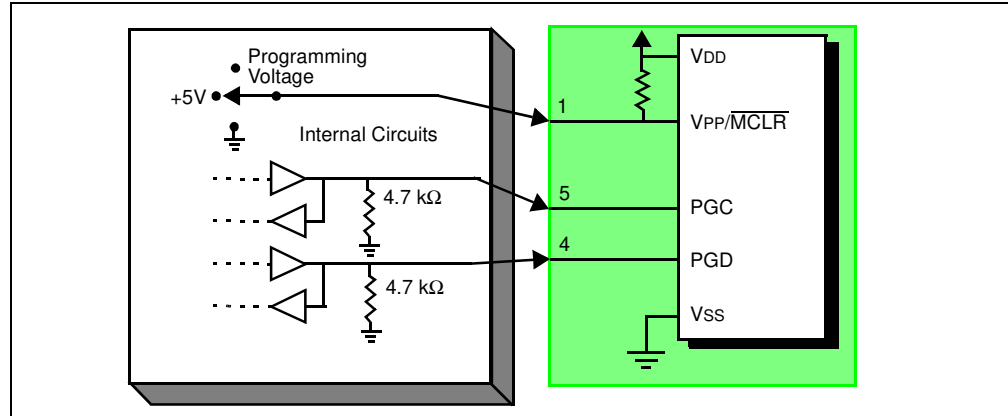 Programming
Voltage
+5V
Internal Circuits
4.7 kΩ
4.7 kΩ
1
5
4
VDD
VPP/MCLR
PGC
PGD
VSS